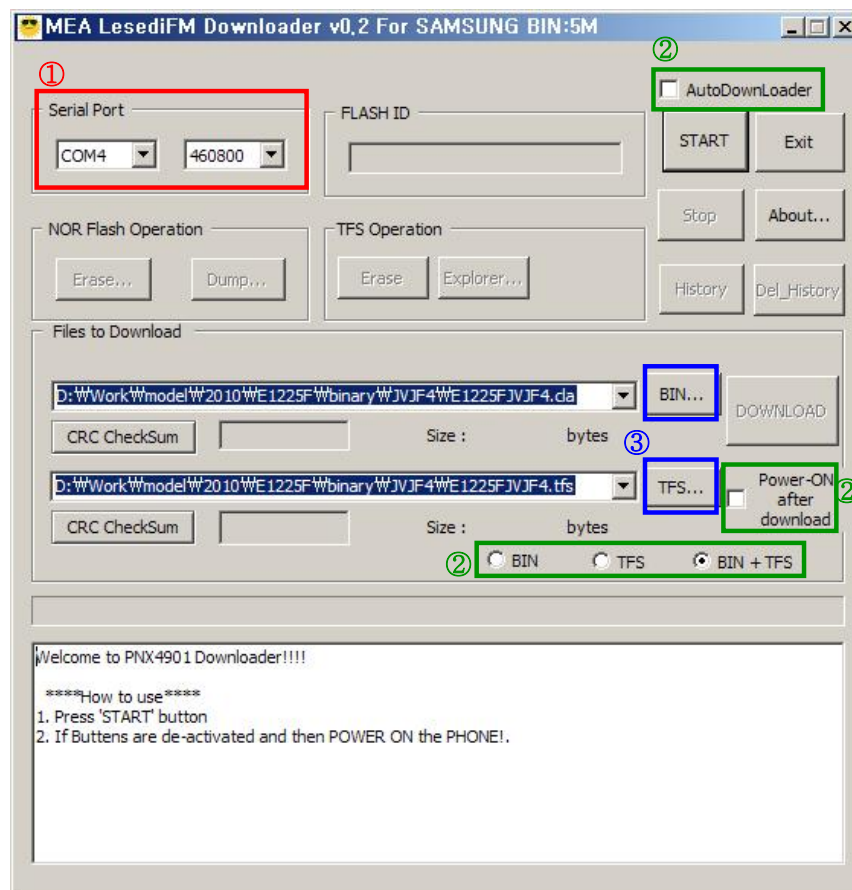 MEA LesediFM Downloader v0,2 For SAMSUNG BIN:5M
①
②
Serial Port
FLASH ID
AutoDownLoader
COM4
460800
START
Exit
NOR Flash Operation
TFS Operation
Stop
About...
Erase...
Dump...
Erase
Explorer...
History
Del_History
Files to Download
D:₩Work₩model₩2010₩E1225F₩binary₩JVJF4₩E1225FJVJF4.cla
BIN...
DOWNLOAD
CRC CheckSum
Size :
bytes
③
D:₩Work₩model₩2010₩E1225F₩binary₩JVJF4₩E1225FJVJF4.tfs
TFS...
Power-ON
after
download
②
CRC CheckSum
Size :
bytes
②
BIN
TFS
BIN + TFS
Welcome to PNX4901 Downloader!!!!
****How to use****
1. Press 'START' button
2. If Buttens are de-activated and then POWER ON the PHONE!.